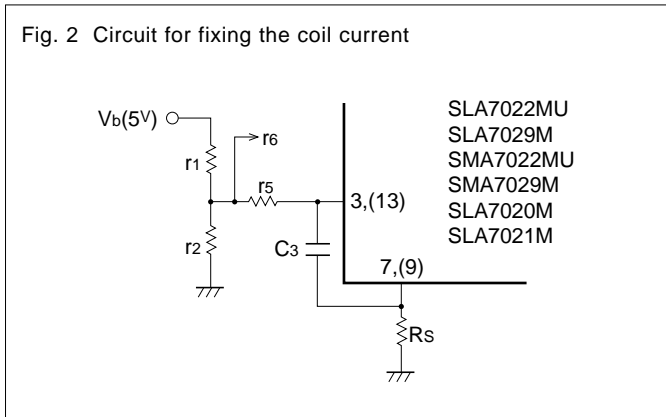 Fig. 2 Circuit for fixing the coil current
Vb(5V)
r6
r1
r5
r2
C3
3,(13)
7,(9)
RS
SLA7022MU
SLA7029M
SMA7022MU
SMA7029M
SLA7020M
SLA7021M